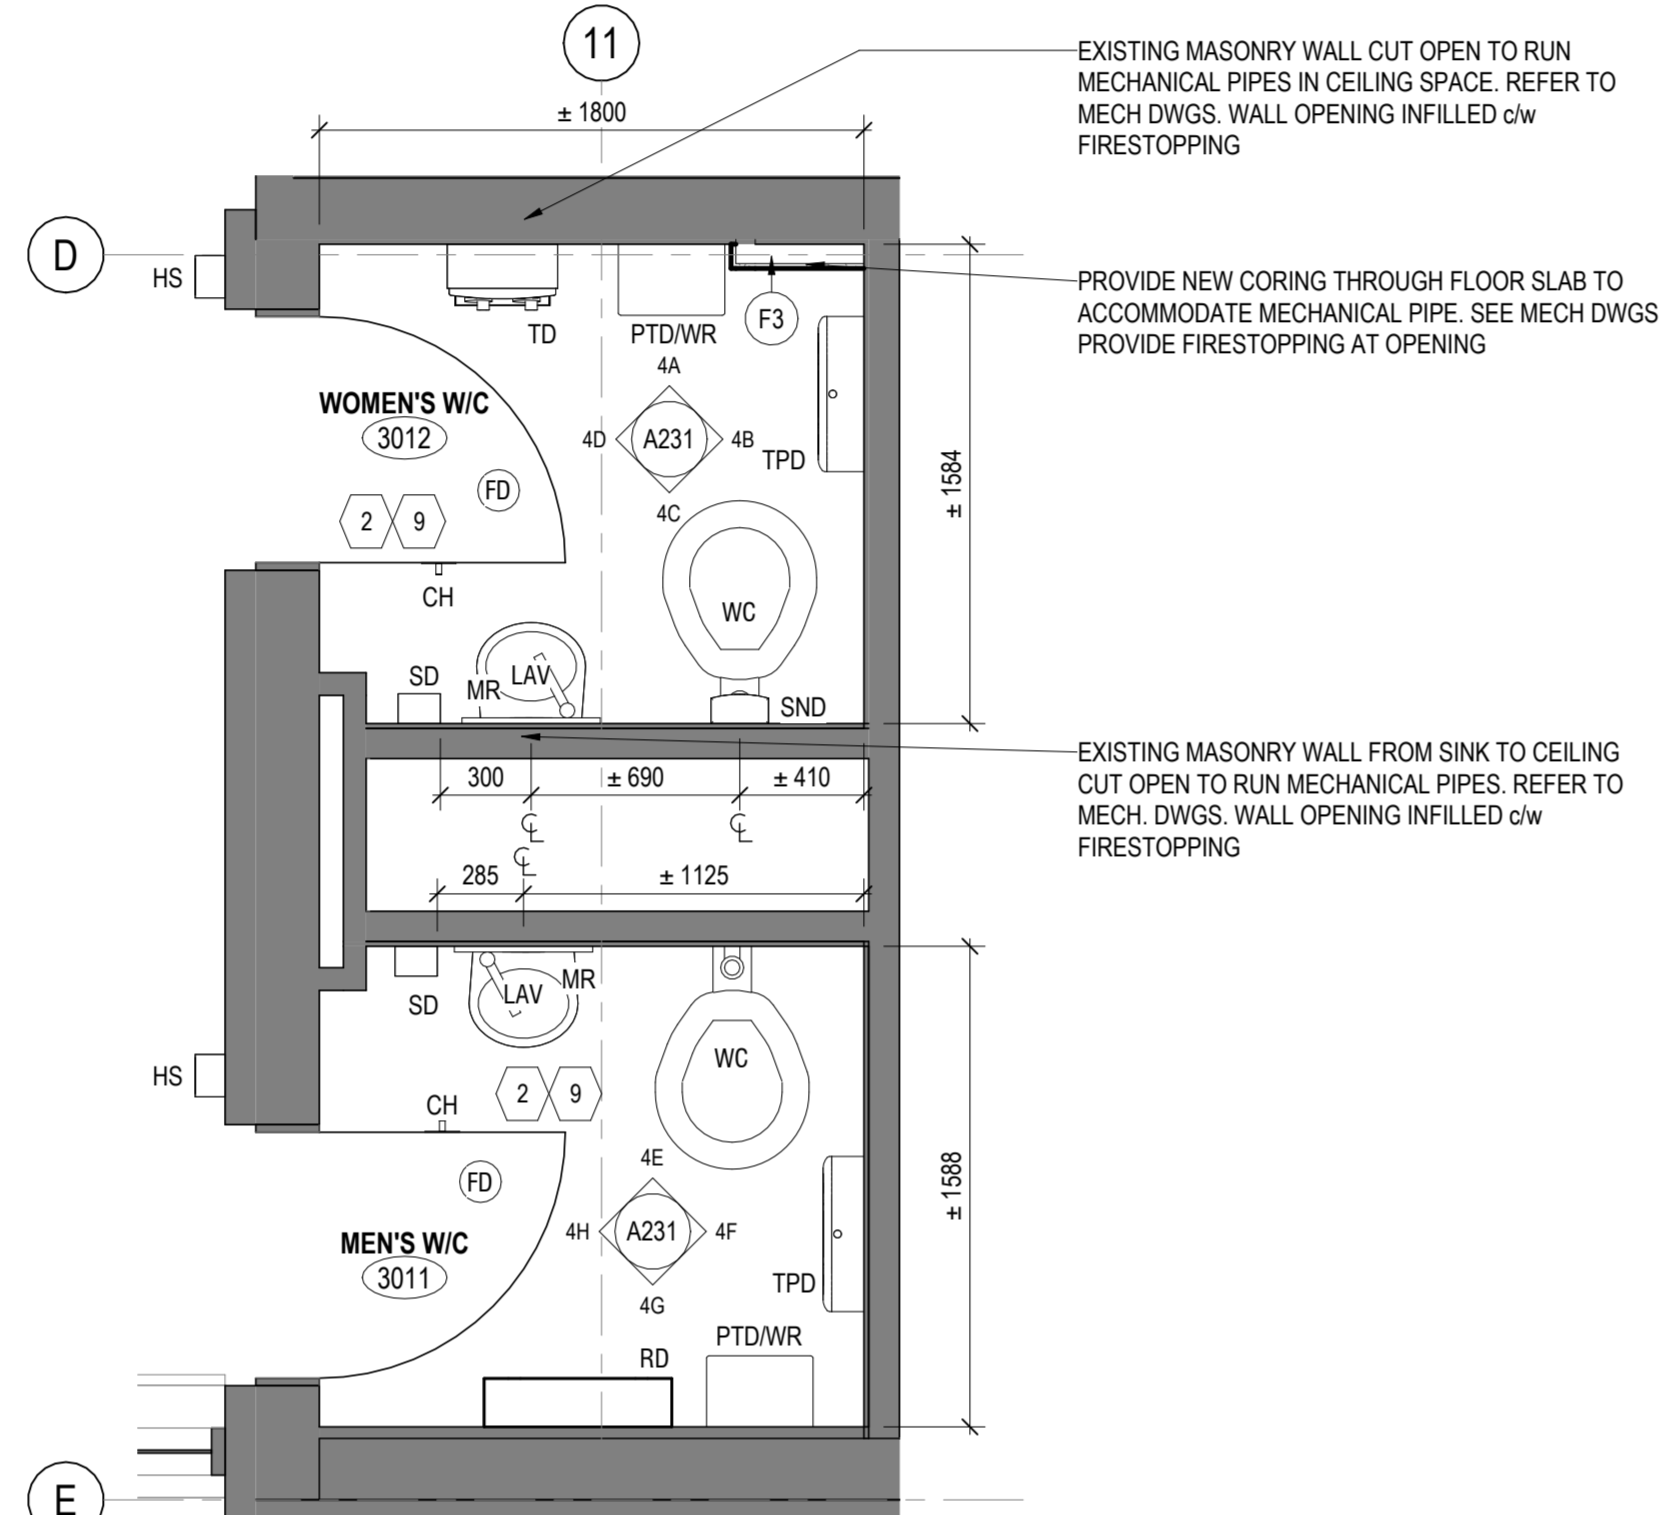 11
± 1800
EXISTING MASONRY WALL CUT OPEN TO RUN
MECHANICAL PIPES IN CEILING SPACE. REFER TO
MECH DWGS. WALL OPENING INFILLED c/w
FIRESTOPPING
D
HS
TD
PTD/WR
F3
PROVIDE NEW CORING THROUGH FLOOR SLAB TO
ACCOMMODATE MECHANICAL PIPE. SEE MECH DWGS
PROVIDE FIRESTOPPING AT OPENING
4A
WOMEN'S W/C
3012
4D
A231
4B
TPD
4C
FD
2
9
± 1584
CH
WC
SD
MR
LAV
SND
EXISTING MASONRY WALL FROM SINK TO CEILING
CUT OPEN TO RUN MECHANICAL PIPES. REFER TO
MECH. DWGS. WALL OPENING INFILLED c/w
FIRESTOPPING
300
± 690
± 410
℄
℄
℄
285
± 1125
SD
LAV
MR
WC
HS
2
9
CH
FD
4E
4H
A231
4F
4G
± 1588
MEN'S W/C
3011
TPD
PTD/WR
RD
E